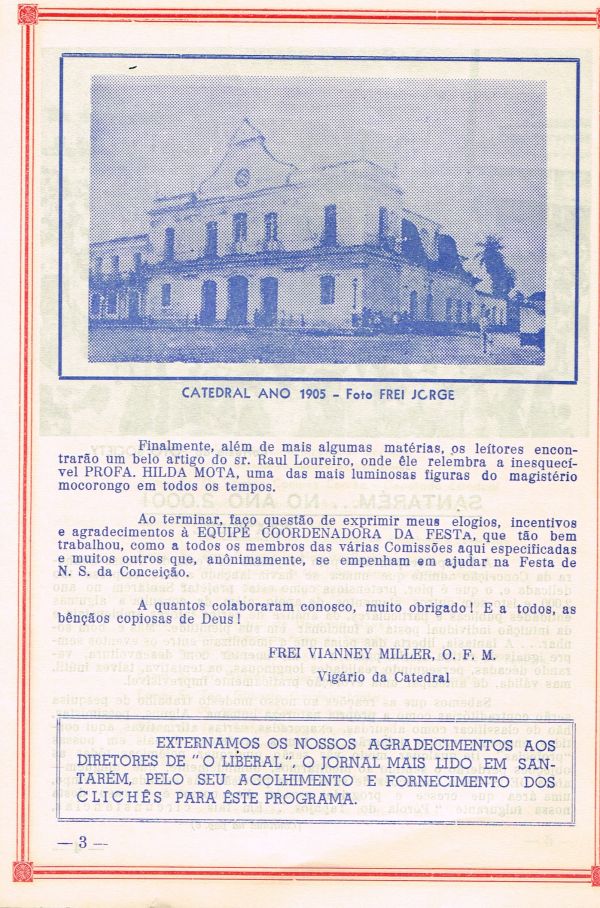 CATEDRAL ANO 1905 - Foto FREI JORGE
Finalmente, além de mais algumas matérias, os leitores encon-
trarão um belo artigo do sr. Raul Loureiro, onde êle relembra a inesquecí-
vel PROFA. HILDA MOTA, uma das mais luminosas figuras do magistério
mocorongo em todos os tempos.
Ao terminar, faço questão de exprimir meus elogios, incentivos
e agradecimentos à EQUIPE COORDENADORA DA FESTA, que tão bem
trabalhou, como a todos os membros das várias Comissões aqui especificadas
e muitos outros que, anônimamente, se empenham em ajudar na Festa de
N. S. da Conceição.
A quantos colaboraram conosco, muito obrigado! E a todos, as
bênçãos copiosas de Deus!
FREI VIANNEY MILLER, O. F. M.
Vigário da Catedral
EXTERNAMOS OS NOSSOS AGRADECIMENTOS AOS
DIRETORES DE "O LIBERAL", O JORNAL MAIS LIDO EM SAN-
TARÉM, PELO SEU ACOLHIMENTO E FORNECIMENTO DOS
CLICHÊS PARA ÊSTE PROGRAMA.
— 3 —